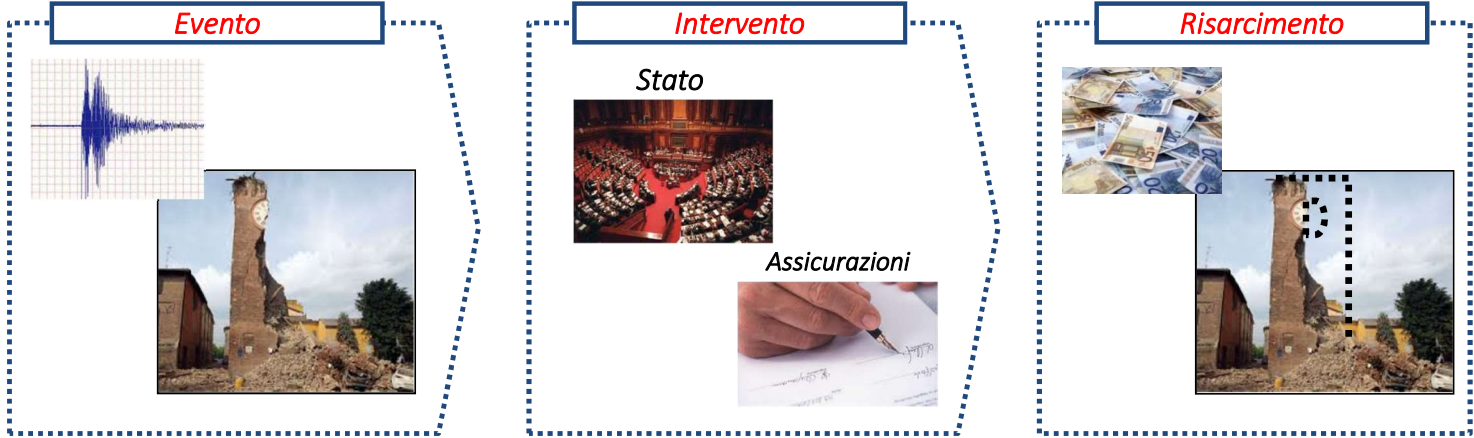 Evento
Intervento
Risarcimento
Stato
Assicurazioni